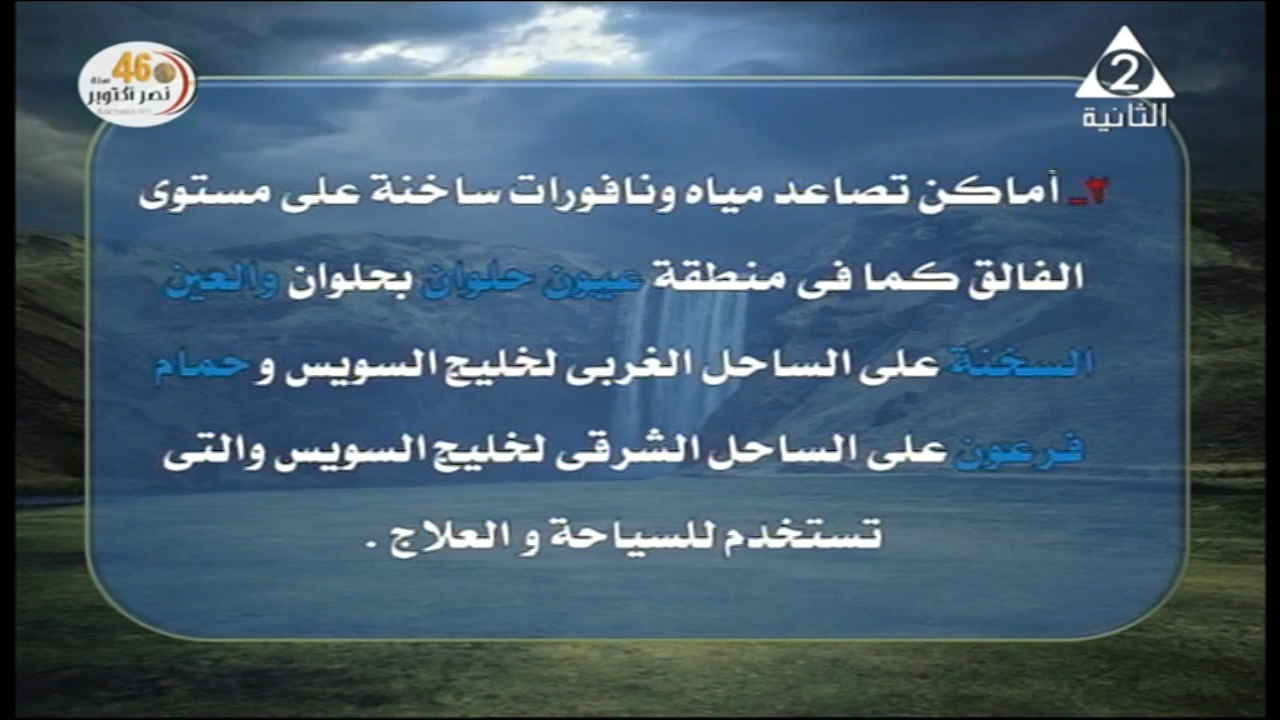 46 سنة
نصر أكتوبر
2
الثانية
أماكن تصاعد مياه ونافورات ساخنة على مستوى
الفالق كما فى منطقة عيون حلوان بحلوان والعين
السخنة على الساحل الغربى لخليج السويس و حمام
فرعون على الساحل الشرقى لخليج السويس والتى
تستخدم للسياحة و العلاج .